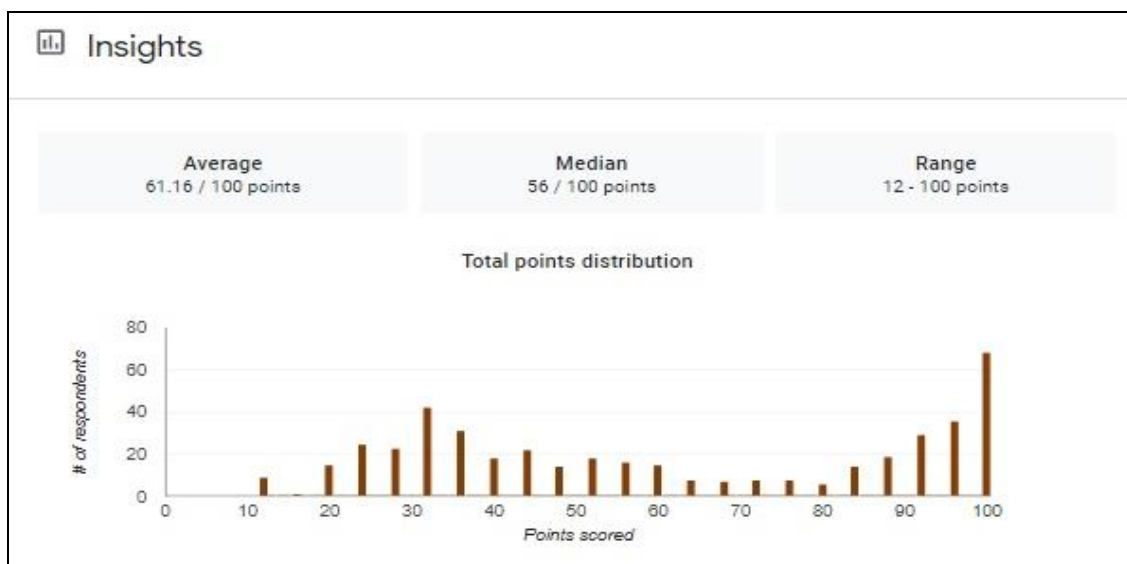 Insights
Average
61.16 / 100 points
Median
56 / 100 points
Range
12 - 100 points
Total points distribution
# of respondents
80
60
40
20
0
0 10 20 30 40 50 60 70 80 90 100
Points scored